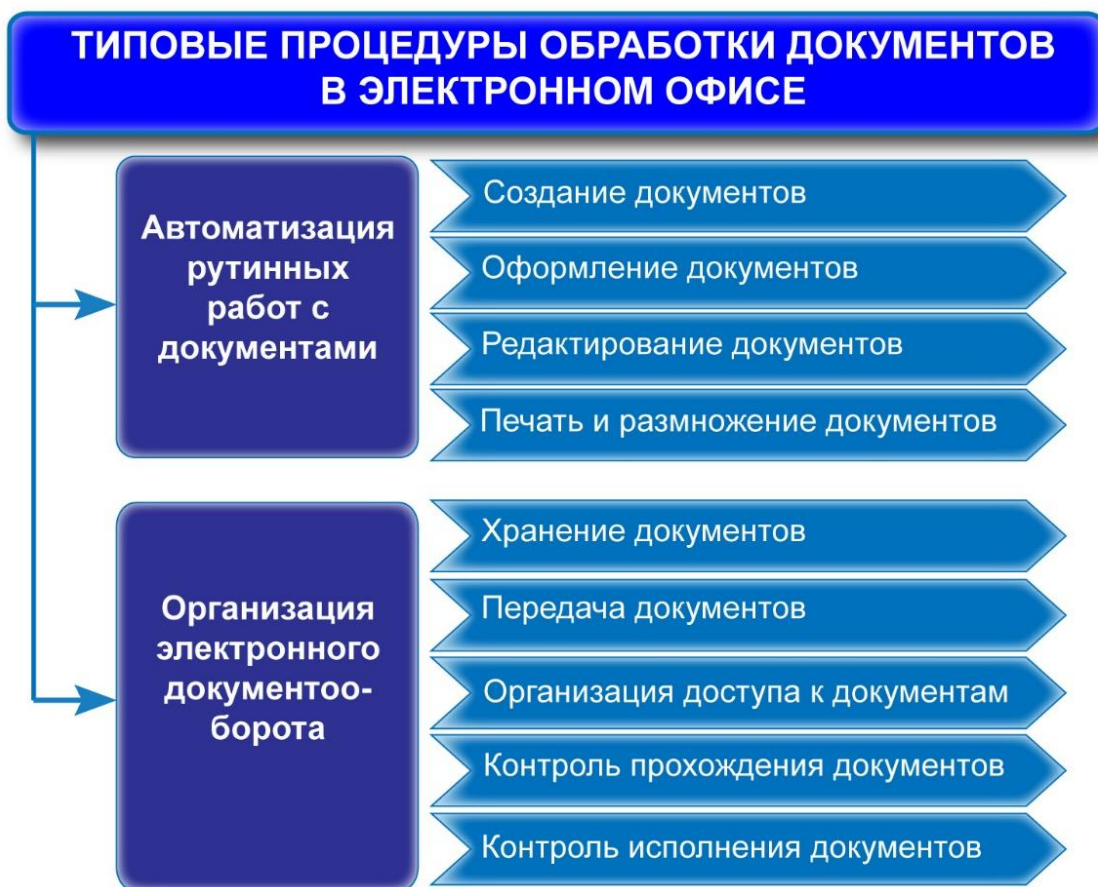 ТИПОВЫЕ ПРОЦЕДУРЫ ОБРАБОТКИ ДОКУМЕНТОВ
В ЭЛЕКТРОННОМ ОФИСЕ
Автоматизация
рутинных
работ с
документами
Создание документов
Оформление документов
Редактирование документов
Печать и размножение документов
Организация
электронного
документоо-
борота
Хранение документов
Передача документов
Организация доступа к документам
Контроль прохождения документов
Контроль исполнения документов